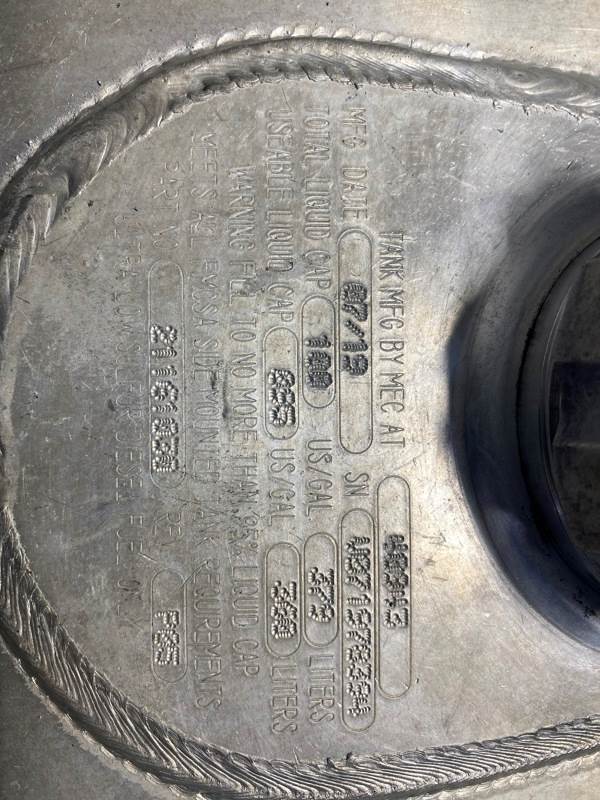 TANK MFG BY MEC AT
MFG DATE 07/19 SN
TOTAL LIQUID CAP 100 US/GAL 379 LITERS
USEABLE LIQUID CAP 095 US/GAL 360 LITERS
WARNING FILL TO NO MORE THAN 95% LIQUID CAP
MEETS ALL FMCSA SIDE MOUNTED TANK REQUIREMENTS
PART NO REV
ULTRA LOW SULFUR DIESEL FUEL ONLY